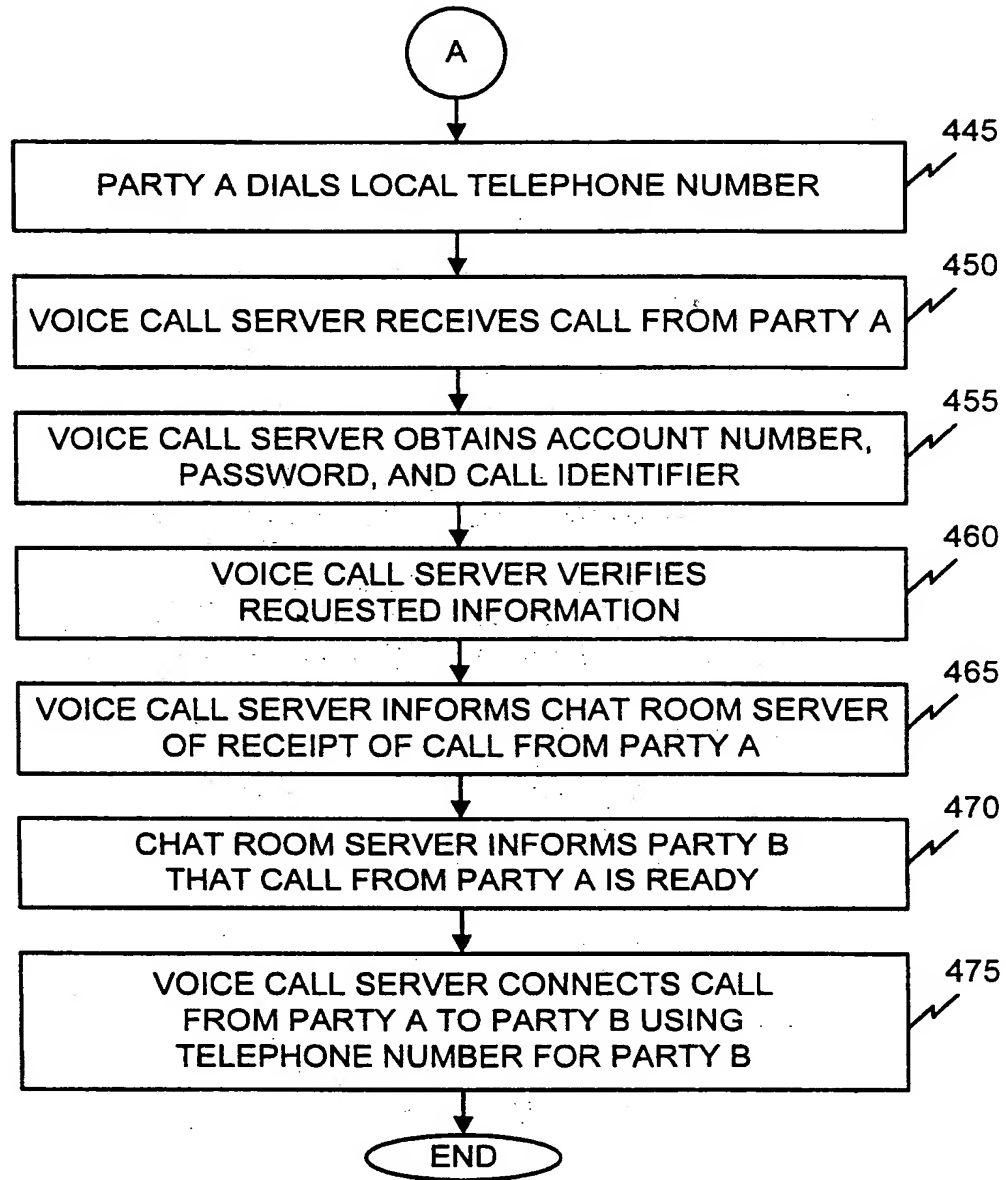 A
445
PARTY A DIALS LOCAL TELEPHONE NUMBER
450
VOICE CALL SERVER RECEIVES CALL FROM PARTY A
455
VOICE CALL SERVER OBTAINS ACCOUNT NUMBER,
PASSWORD, AND CALL IDENTIFIER
460
VOICE CALL SERVER VERIFIES
REQUESTED INFORMATION
465
VOICE CALL SERVER INFORMS CHAT ROOM SERVER
OF RECEIPT OF CALL FROM PARTY A
470
CHAT ROOM SERVER INFORMS PARTY B
THAT CALL FROM PARTY A IS READY
475
VOICE CALL SERVER CONNECTS CALL
FROM PARTY A TO PARTY B USING
TELEPHONE NUMBER FOR PARTY B
END